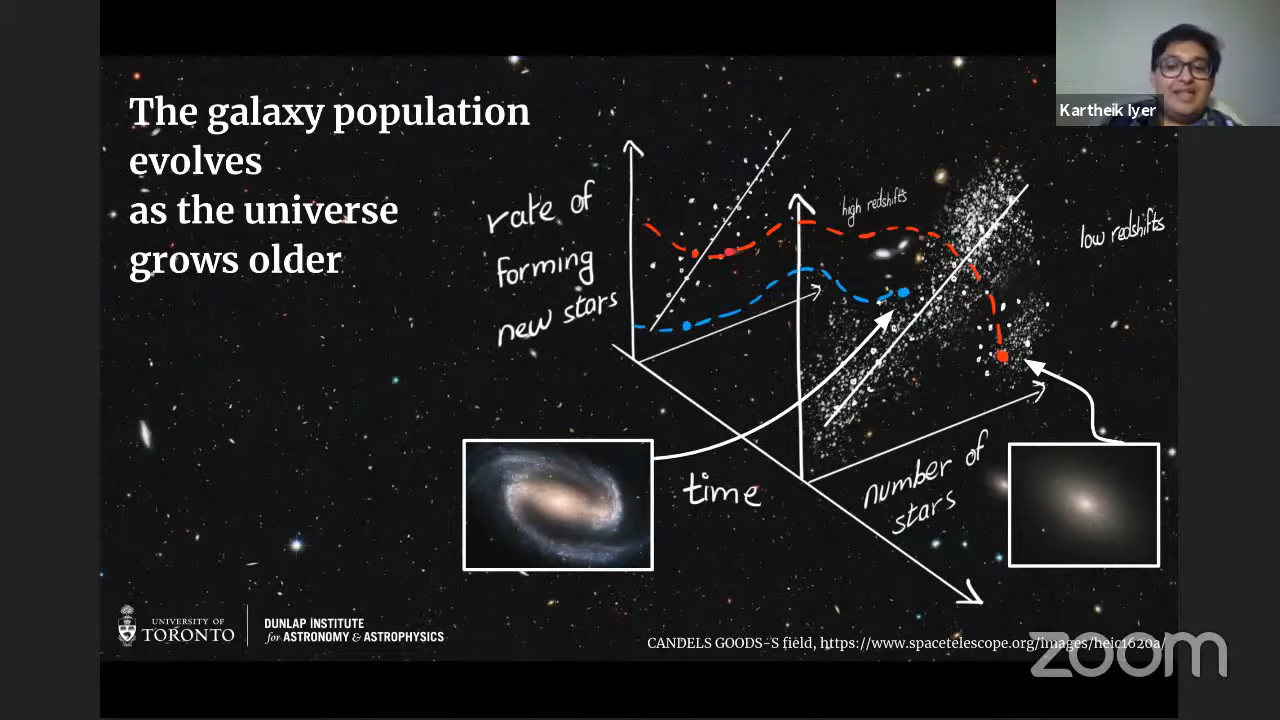 The galaxy population
evolves
as the universe
grows older
Kartheik Iyer
rate of
forming
new stars
high redshifts
low redshifts
time
number of
stars
UNIVERSITY OF
TORONTO
DUNLAP INSTITUTE
for ASTRONOMY & ASTROPHYSICS
CANDELS GOODS-S field, https://www.spacetelescope.org/images/heic1620a/
zoom